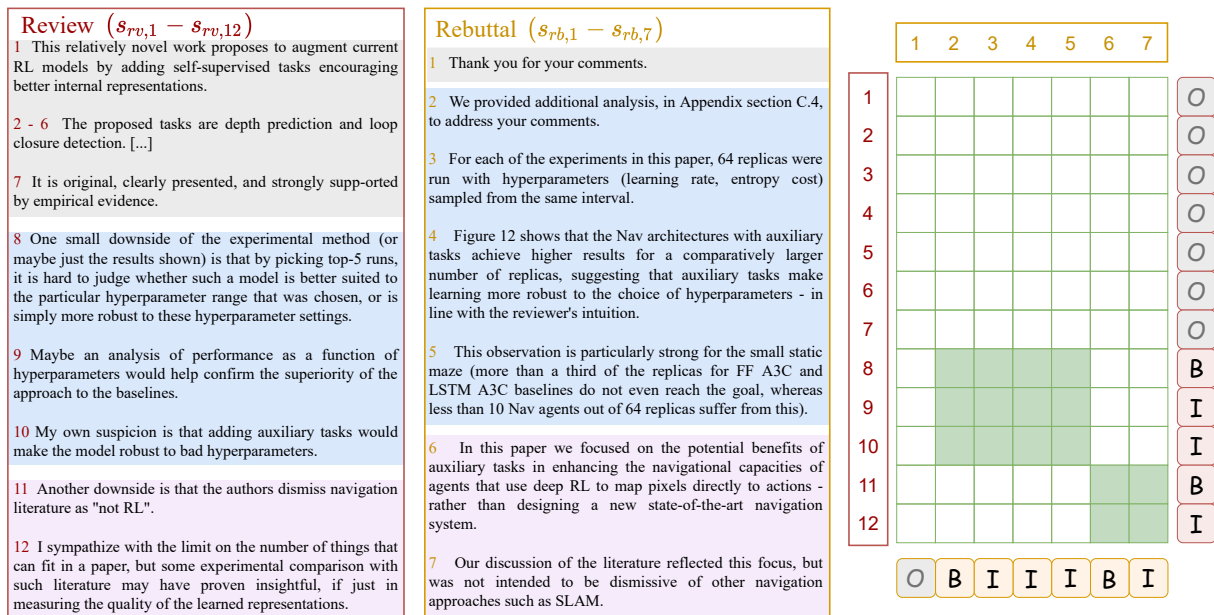 Review (s_{rv,1} − s_{rv,12})
1 This relatively novel work proposes to augment current
RL models by adding self-supervised tasks encouraging
better internal representations.
2 - 6 The proposed tasks are depth prediction and loop
closure detection. [...]
7 It is original, clearly presented, and strongly supp-orted
by empirical evidence.
8 One small downside of the experimental method (or
maybe just the results shown) is that by picking top-5 runs,
it is hard to judge whether such a model is better suited to
the particular hyperparameter range that was chosen, or is
simply more robust to these hyperparameter settings.
9 Maybe an analysis of performance as a function of
hyperparameters would help confirm the superiority of the
approach to the baselines.
10 My own suspicion is that adding auxiliary tasks would
make the model robust to bad hyperparameters.
11 Another downside is that the authors dismiss navigation
literature as "not RL".
12 I sympathize with the limit on the number of things that
can fit in a paper, but some experimental comparison with
such literature may have proven insightful, if just in
measuring the quality of the learned representations.
Rebuttal (s_{rb,1} − s_{rb,7})
1 Thank you for your comments.
2 We provided additional analysis, in Appendix section C.4,
to address your comments.
3 For each of the experiments in this paper, 64 replicas were
run with hyperparameters (learning rate, entropy cost)
sampled from the same interval.
4 Figure 12 shows that the Nav architectures with auxiliary
tasks achieve higher results for a comparatively larger
number of replicas, suggesting that auxiliary tasks make
learning more robust to the choice of hyperparameters - in
line with the reviewer's intuition.
5 This observation is particularly strong for the small static
maze (more than a third of the replicas for FF A3C and
LSTM A3C baselines do not even reach the goal, whereas
less than 10 Nav agents out of 64 replicas suffer from this).
6 In this paper we focused on the potential benefits of
auxiliary tasks in enhancing the navigational capacities of
agents that use deep RL to map pixels directly to actions -
rather than designing a new state-of-the-art navigation
system.
7 Our discussion of the literature reflected this focus, but
was not intended to be dismissive of other navigation
approaches such as SLAM.
1 2 3 4 5 6 7
1 O
2 O
3 O
4 O
5 O
6 O
7 O
8 B
9 I
10 I
11 B
12 I
O B I I I B I